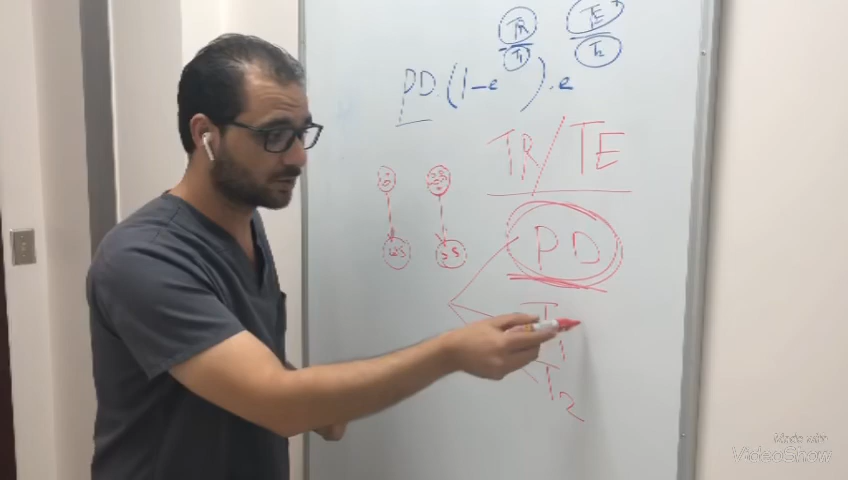 TR TE
T1 T2
PD.(1-e ).e
TR/TE
PD
T1
T2
Made with
VideoShow